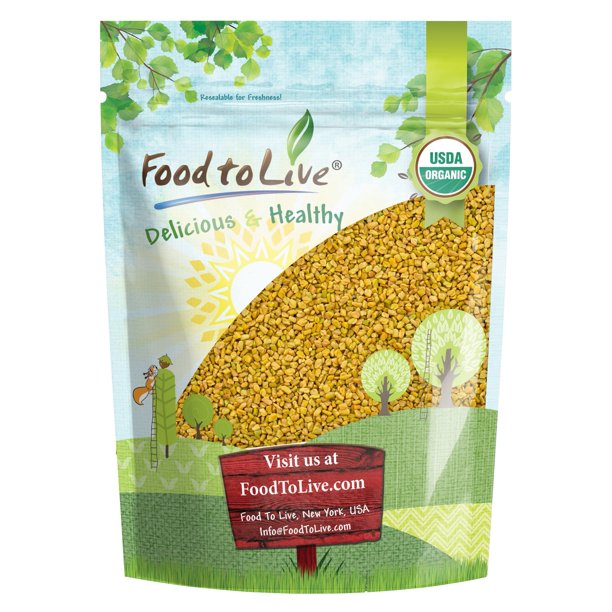 Resealable for Freshness!
Food to Live®
Delicious & Healthy
USDA
ORGANIC
Visit us at
FoodToLive.com
Food To Live, New York, USA
Info@FoodToLive.com